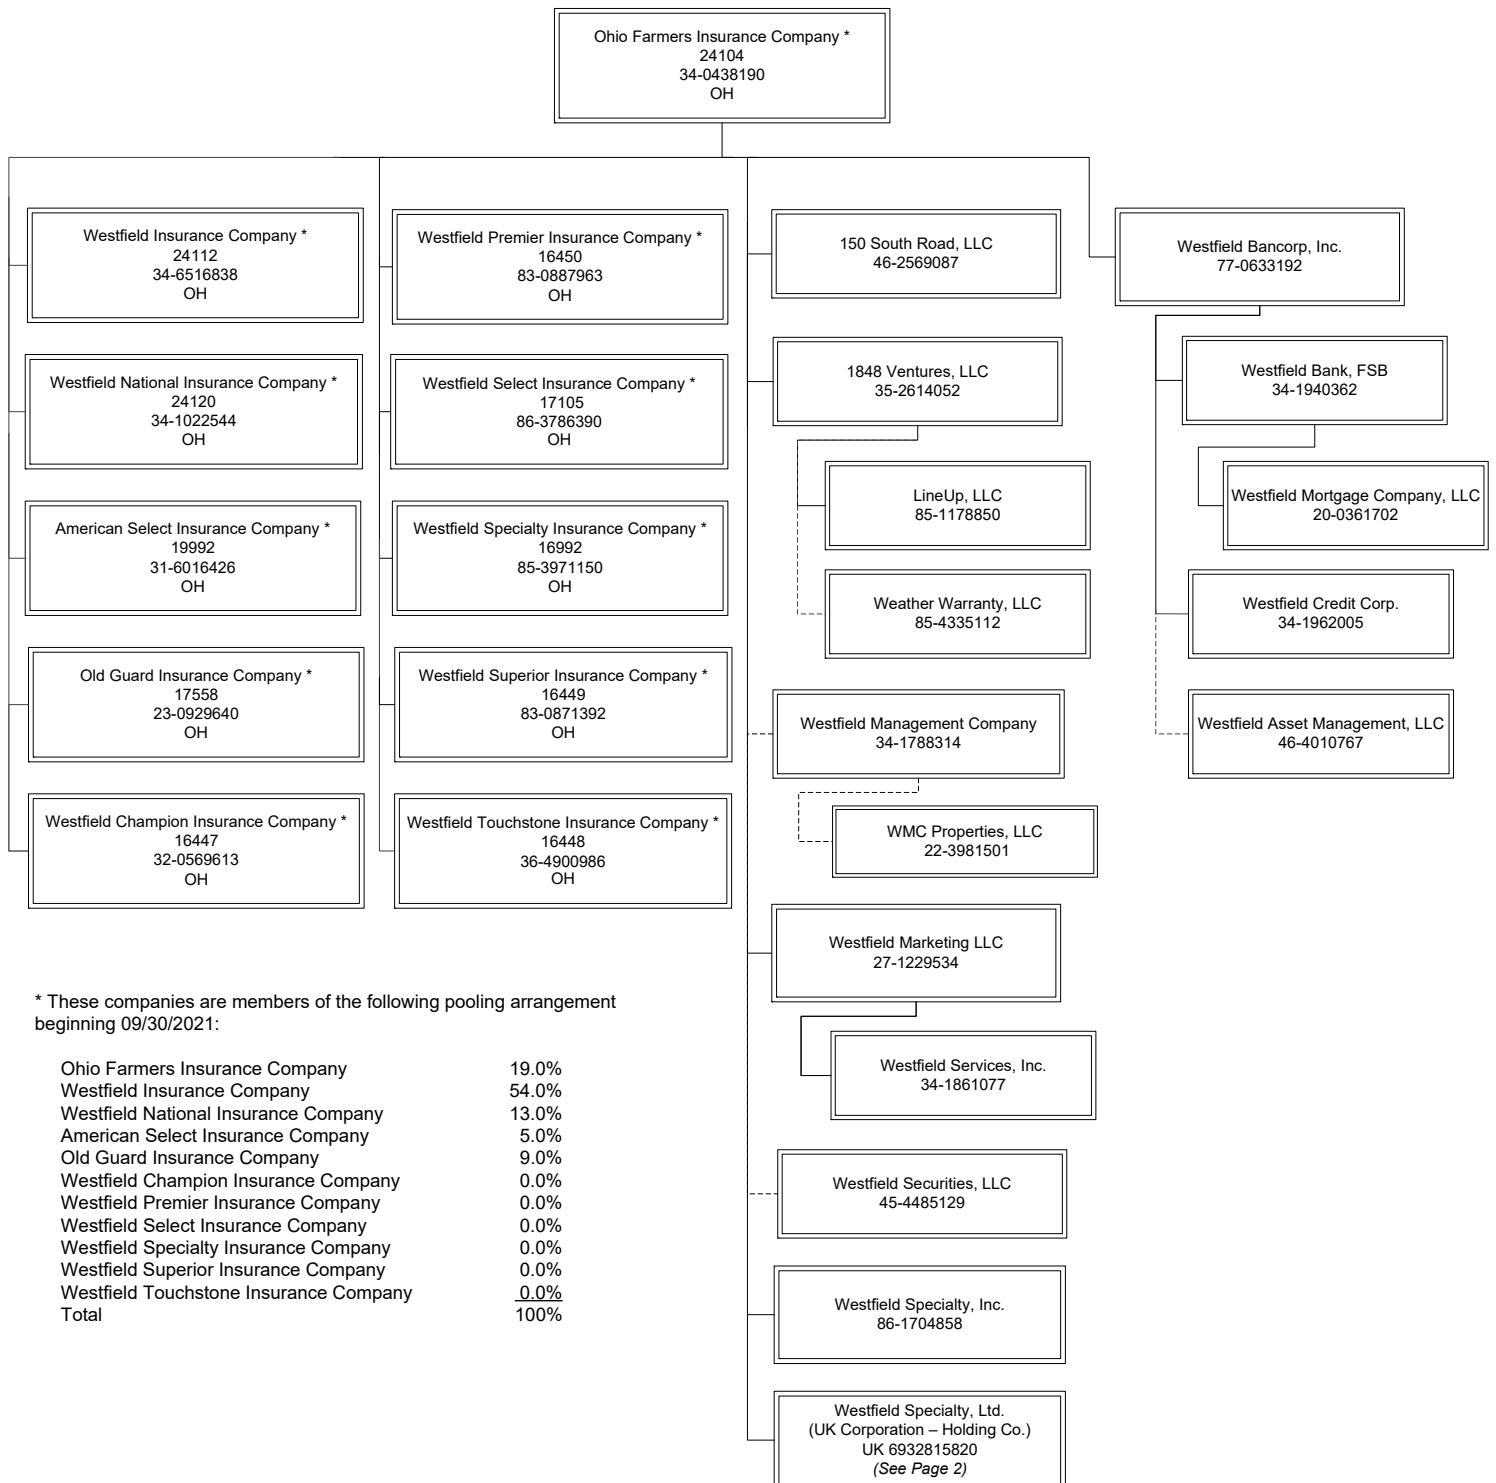 Ohio Farmers Insurance Company *
24104
34-0438190
OH
Westfield Insurance Company *
24112
34-6516838
OH
Westfield National Insurance Company *
24120
34-1022544
OH
American Select Insurance Company *
19992
31-6016426
OH
Old Guard Insurance Company *
17558
23-0929640
OH
Westfield Champion Insurance Company *
16447
32-0569613
OH
Westfield Premier Insurance Company *
16450
83-0887963
OH
Westfield Select Insurance Company *
17105
86-3786390
OH
Westfield Specialty Insurance Company *
16992
85-3971150
OH
Westfield Superior Insurance Company *
16449
83-0871392
OH
Westfield Touchstone Insurance Company *
16448
36-4900986
OH
150 South Road, LLC
46-2569087
1848 Ventures, LLC
35-2614052
LineUp, LLC
85-1178850
Weather Warranty, LLC
85-4335112
Westfield Management Company
34-1788314
WMC Properties, LLC
22-3981501
Westfield Marketing LLC
27-1229534
Westfield Services, Inc.
34-1861077
Westfield Securities, LLC
45-4485129
Westfield Specialty, Inc.
86-1704858
Westfield Specialty, Ltd.
(UK Corporation – Holding Co.)
UK 6932815820
(See Page 2)
Westfield Bancorp, Inc.
77-0633192
Westfield Bank, FSB
34-1940362
Westfield Mortgage Company, LLC
20-0361702
Westfield Credit Corp.
34-1962005
Westfield Asset Management, LLC
46-4010767
* These companies are members of the following pooling arrangement
beginning 09/30/2021:
Ohio Farmers Insurance Company 19.0%
Westfield Insurance Company 54.0%
Westfield National Insurance Company 13.0%
American Select Insurance Company 5.0%
Old Guard Insurance Company 9.0%
Westfield Champion Insurance Company 0.0%
Westfield Premier Insurance Company 0.0%
Westfield Select Insurance Company 0.0%
Westfield Specialty Insurance Company 0.0%
Westfield Superior Insurance Company 0.0%
Westfield Touchstone Insurance Company 0.0%
Total 100%